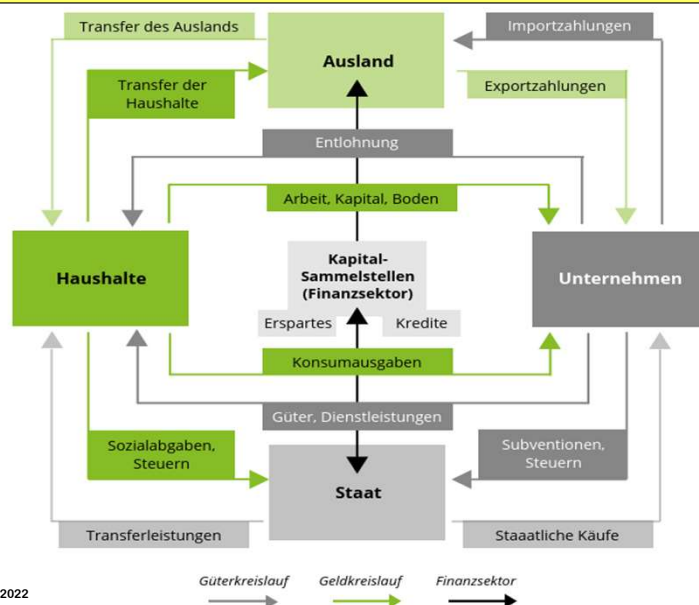 Transfer des Auslands
Importzahlungen
Ausland
Transfer der
Haushalte
Exportzahlungen
Entlohnung
Arbeit, Kapital, Boden
Haushalte
Kapital-
Sammelstellen
(Finanzsektor)
Unternehmen
Erspartes
Kredite
Konsumausgaben
Güter, Dienstleistungen
Sozialabgaben,
Steuern
Subventionen,
Steuern
Staat
Transferleistungen
Staaatliche Käufe
Güterkreislauf
Geldkreislauf
Finanzsektor
2022